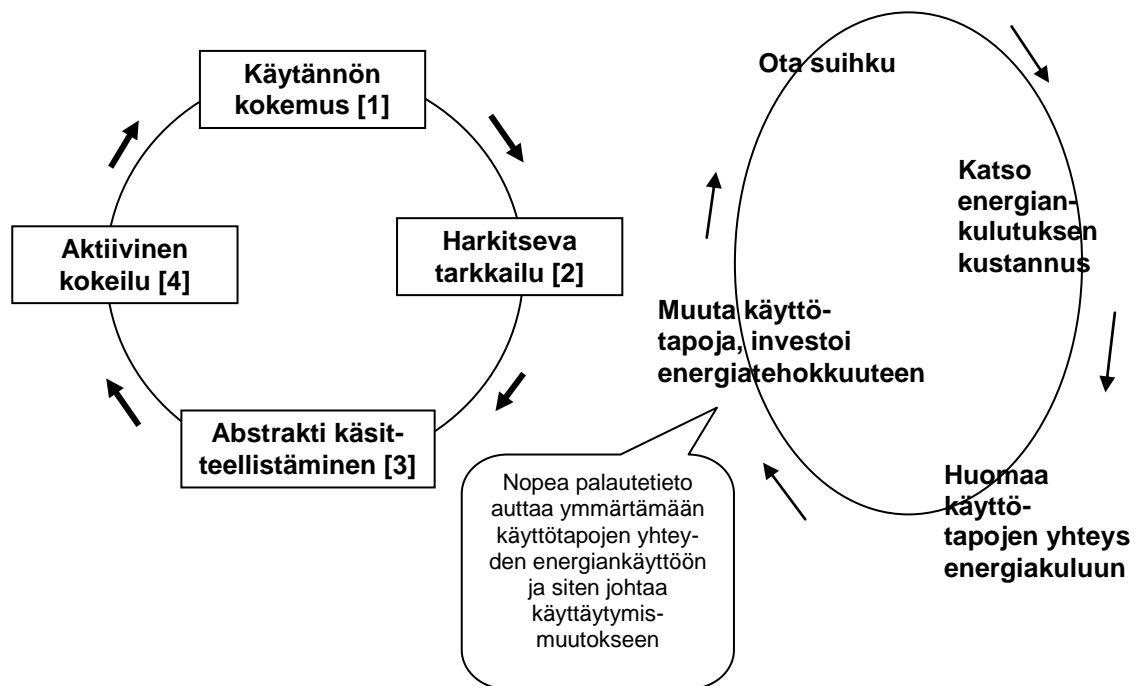 Käytännön
kokemus [1]
Harkitseva
tarkkailu [2]
Abstrakti käsit-
teellistäminen [3]
Aktiivinen
kokeilu [4]
Ota suihku
Katso
energian-
kulutuksen
kustannus
Huomaa
käyttö-
tapojen yhteys
energiakuluun
Muuta käyttö-
tapoja, investoi
energiatehokkuuteen
Nopea palautetieto
auttaa ymmärtämään
käyttötapojen yhtey-
den energiankäyttöön
ja siten johtaa
käyttäytymis-
muutokseen